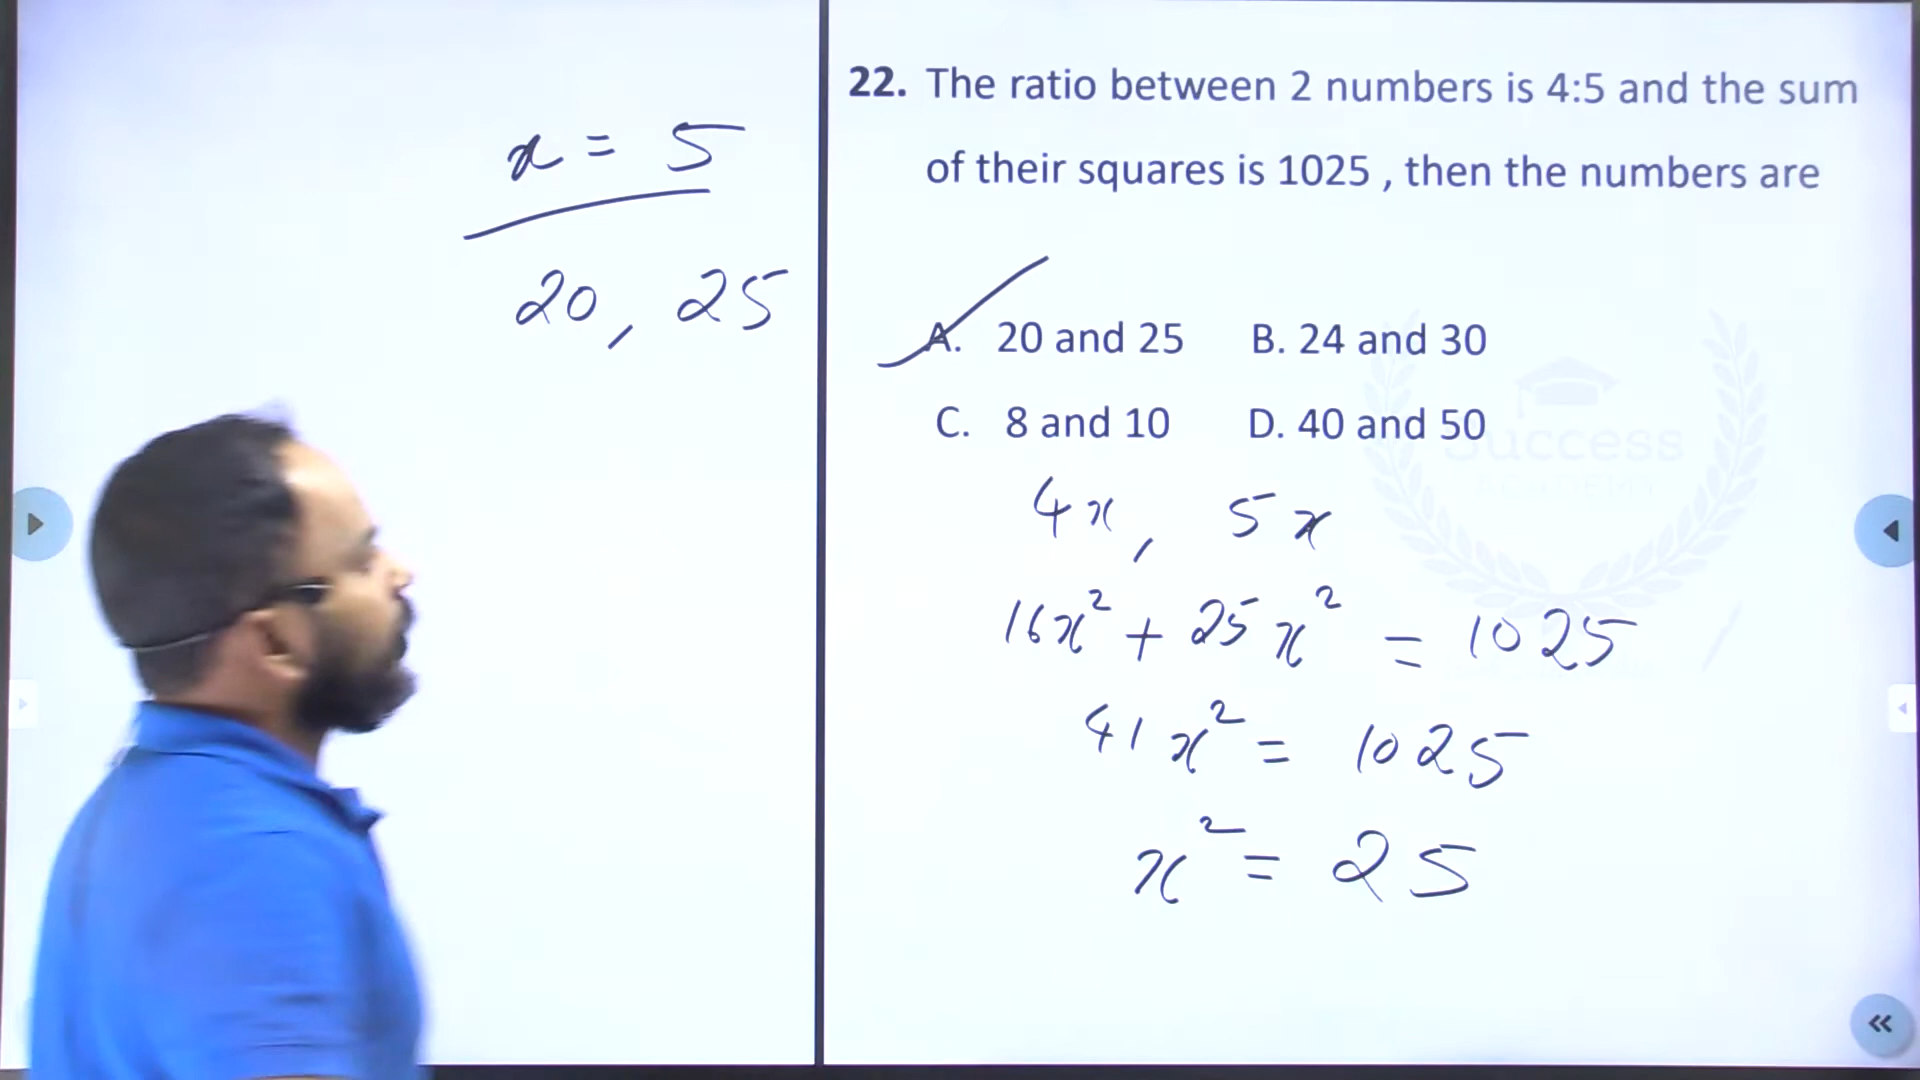 x = 5
20, 25
22. The ratio between 2 numbers is 4:5 and the sum
of their squares is 1025 , then the numbers are
A. 20 and 25 B. 24 and 30
C. 8 and 10 D. 40 and 50
Success
4x, 5x
16x² + 25x² = 1025
41x² = 1025
x² = 25